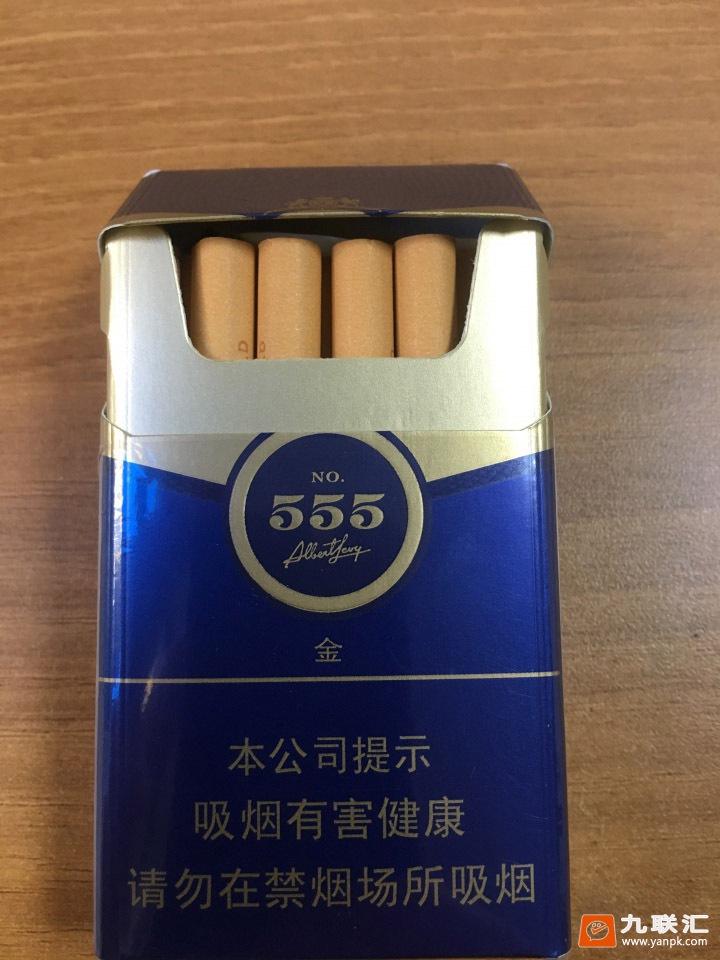 NO.
555
Albert Levy
金
本公司提示
吸烟有害健康
请勿在禁烟场所吸烟
九联汇
www.yanpk.com